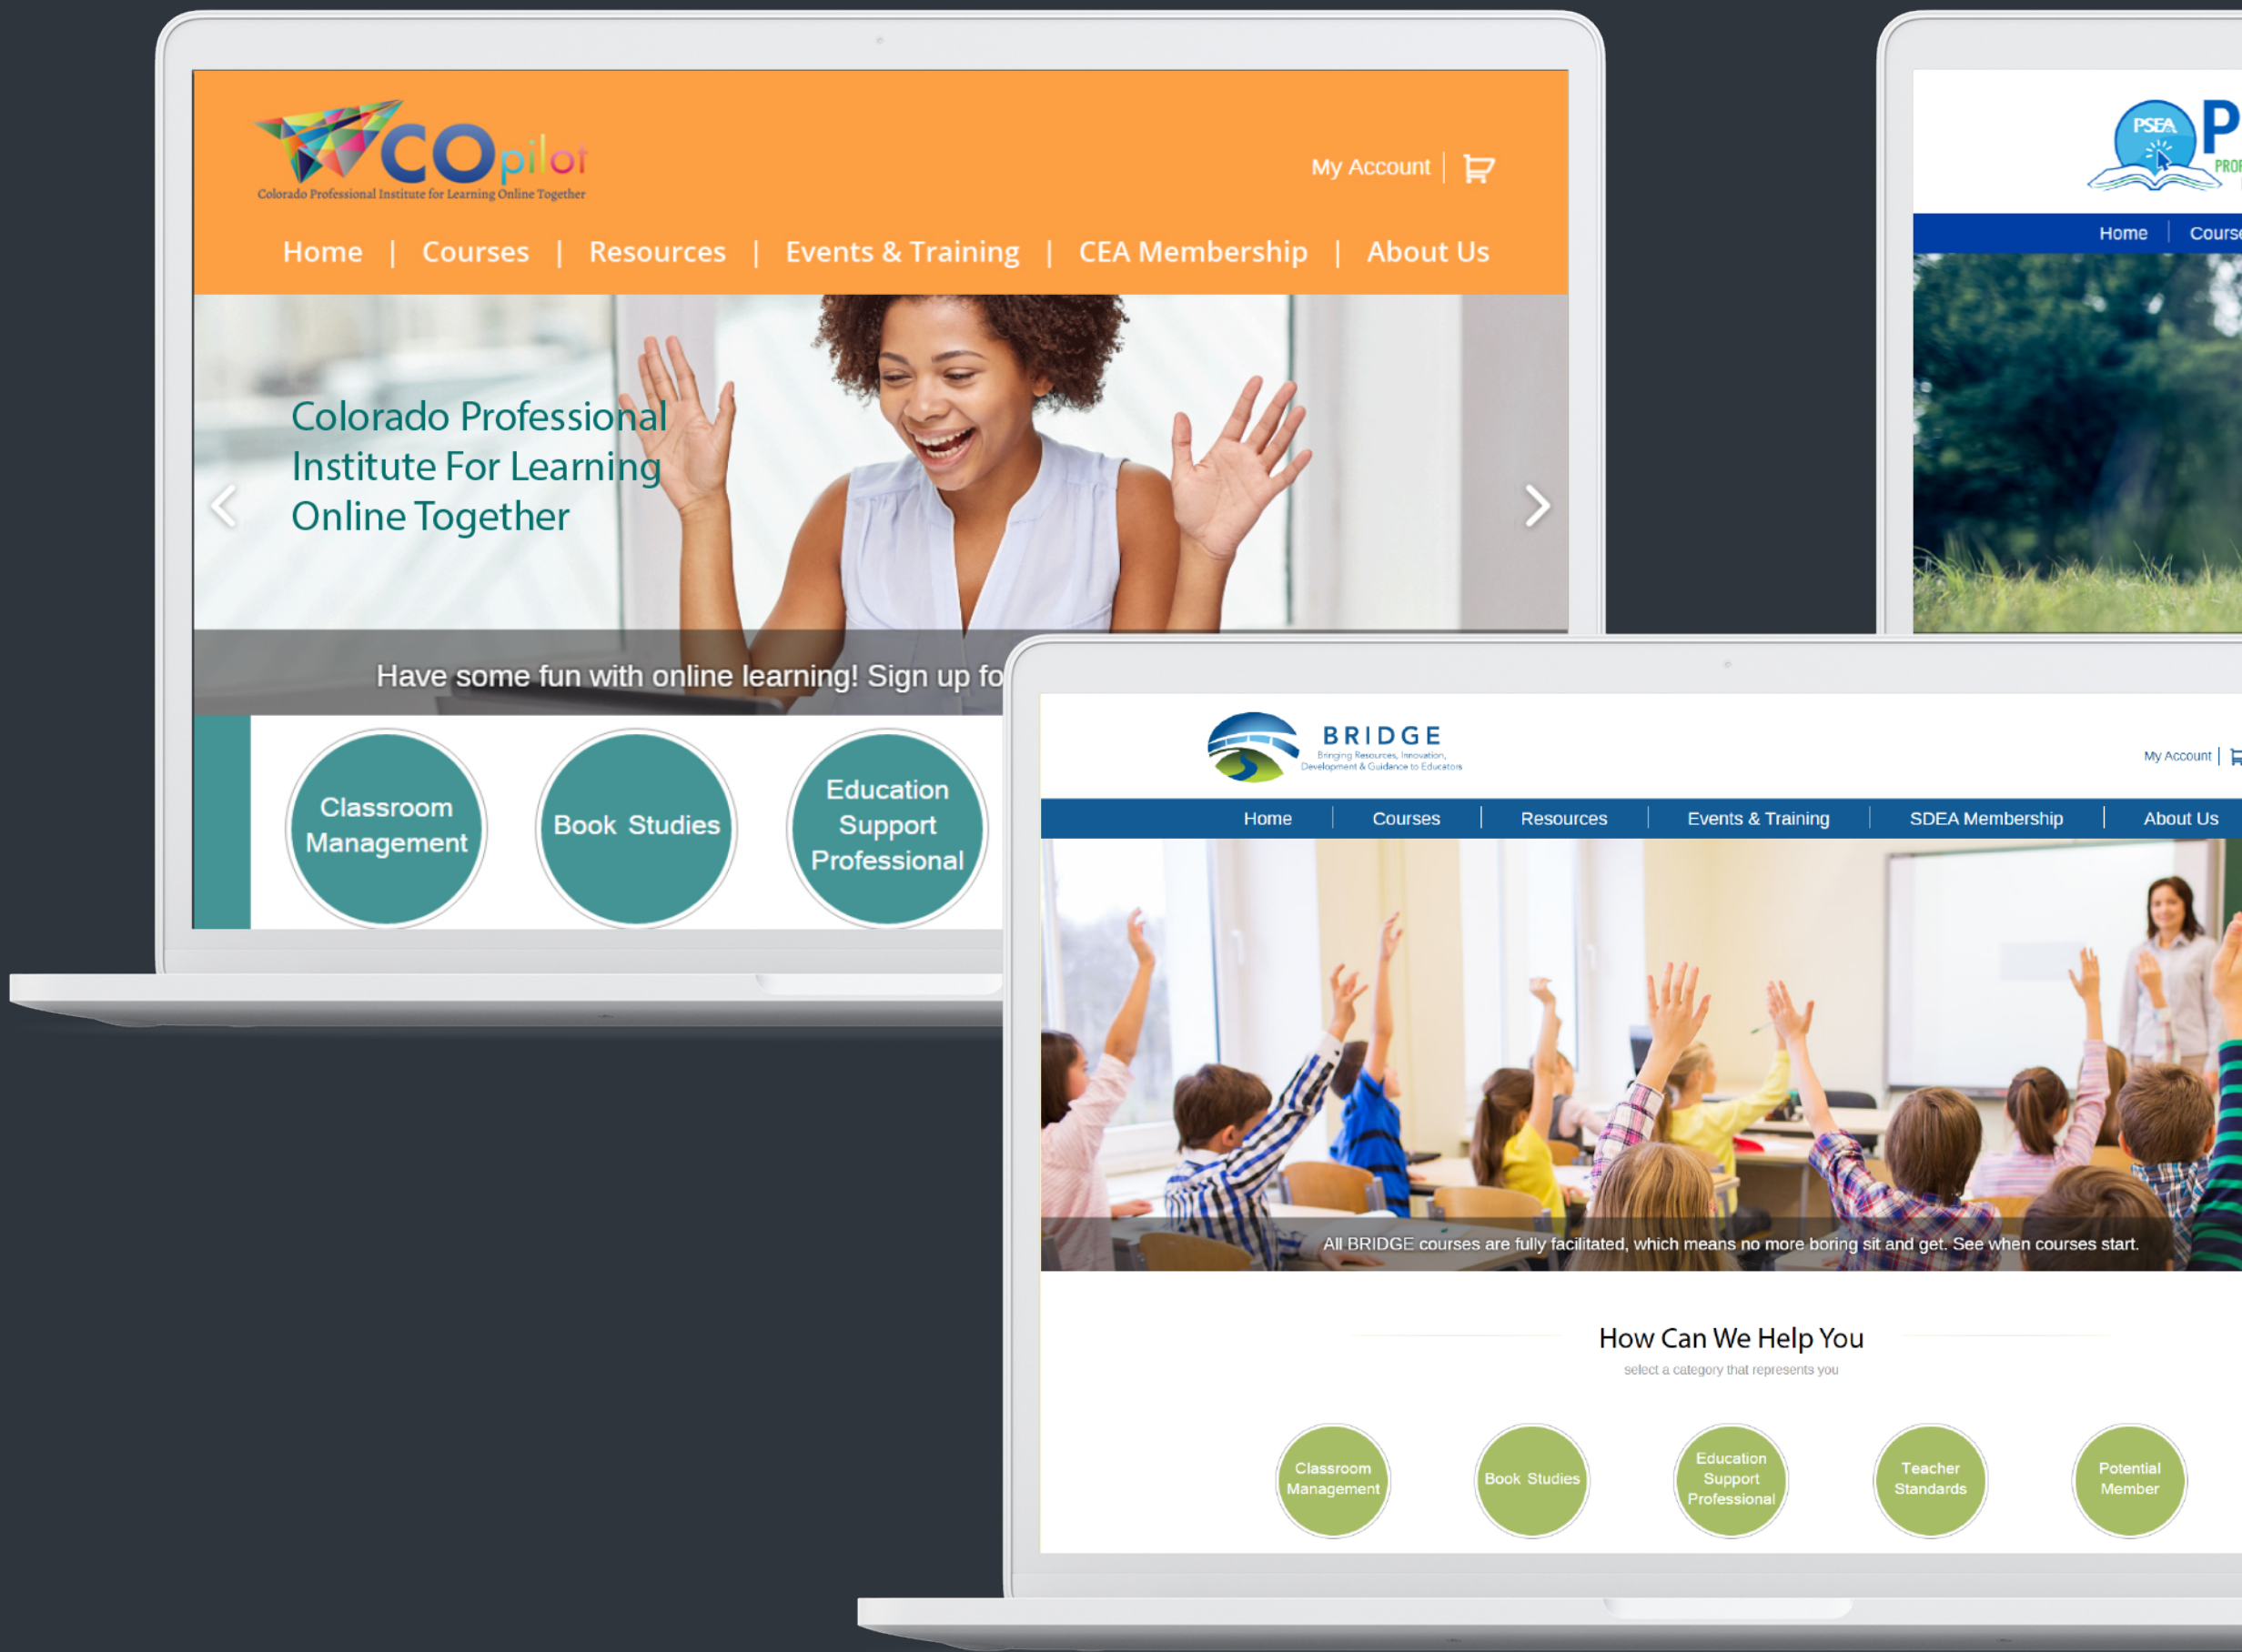 COpilot
Colorado Professional Institute for Learning Online Together
My Account
Home | Courses | Resources | Events & Training | CEA Membership | About Us
Colorado Professional
Institute For Learning
Online Together
Have some fun with online learning! Sign up
Classroom
Management
Book Studies
Education
Support
Professional
PSEA
Home
BRIDGE
Bringing Resources, Innovation,
Development & Guidance to Educators
My Account
Home Courses Resources Events & Training SDEA Membership About Us
All BRIDGE courses are fully facilitated, which means no more boring sit and get. See when courses start.
How Can We Help You
select a category that represents you
Classroom
Management
Book Studies
Education
Support
Professional
Teacher
Standards
Potential
Member